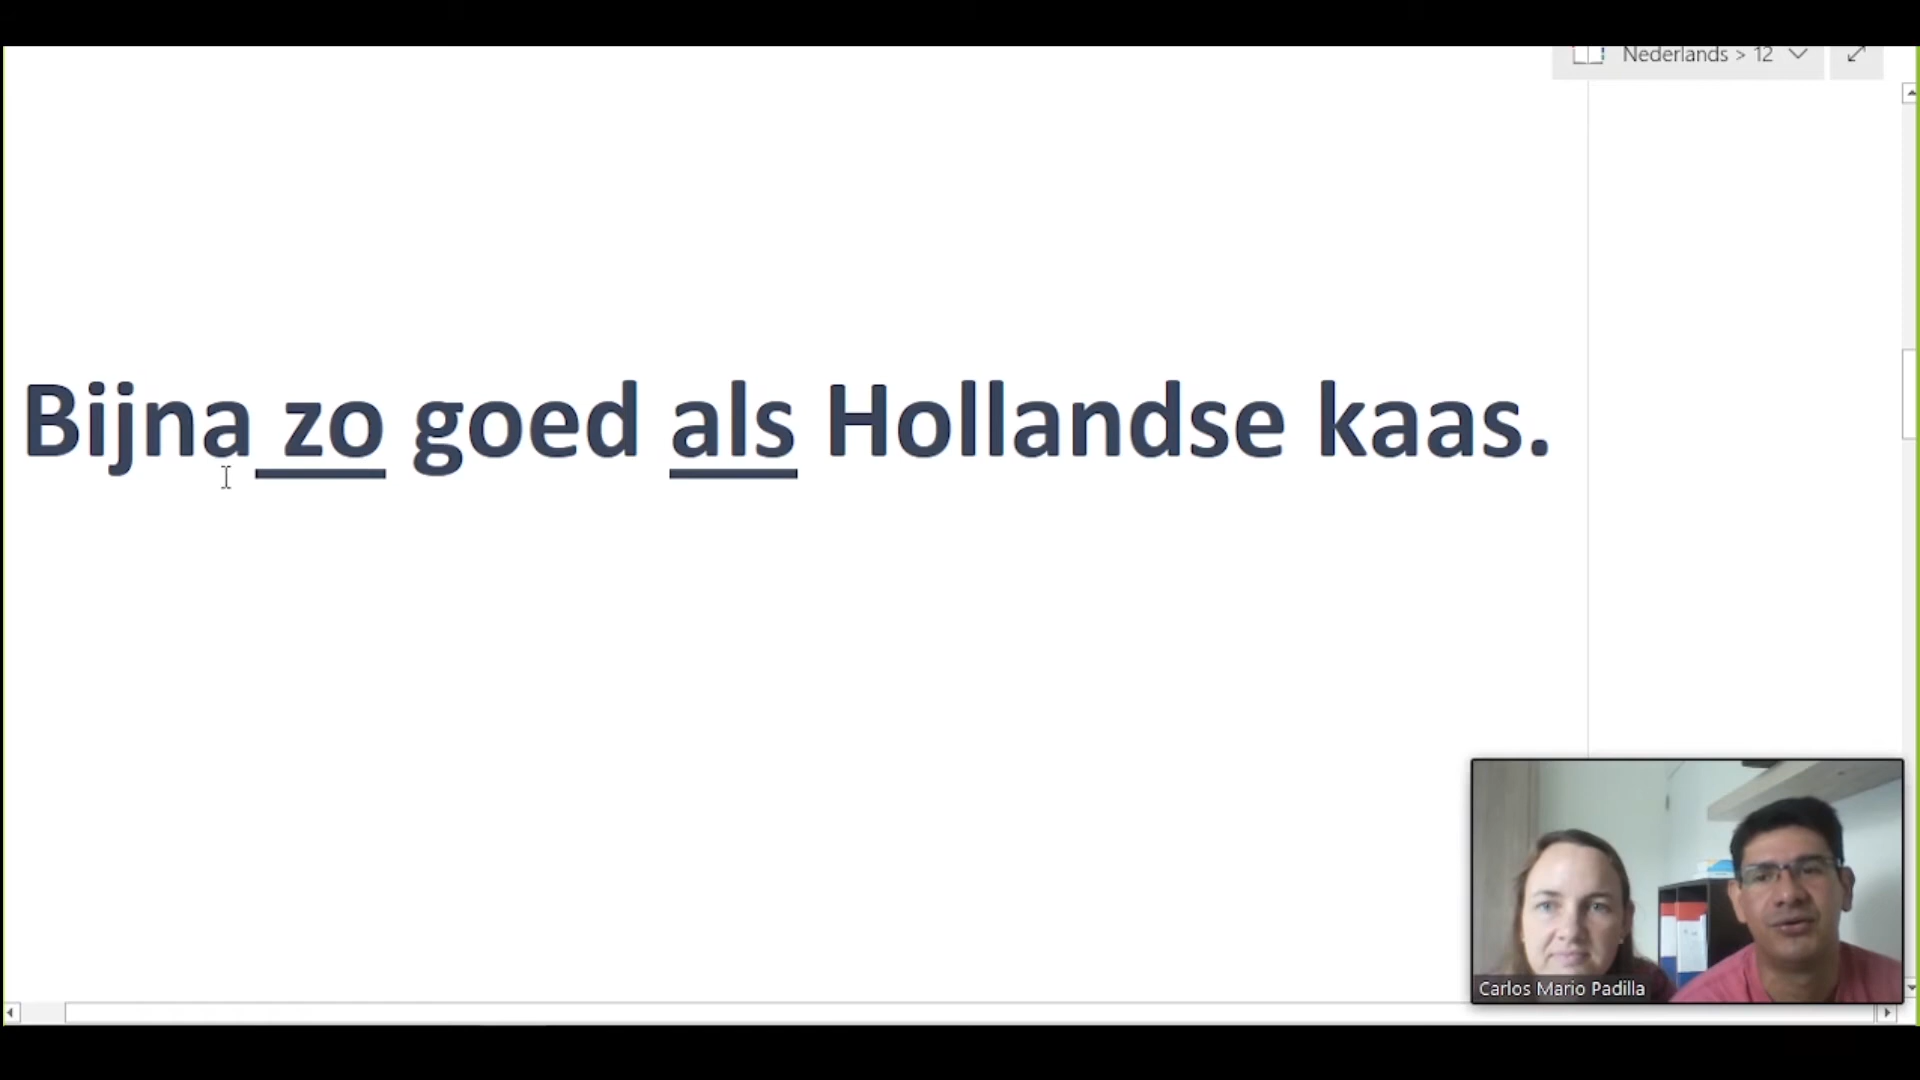 Nederlands > 12
Bijna zo goed als Hollandse kaas.
Carlos Mario Padilla